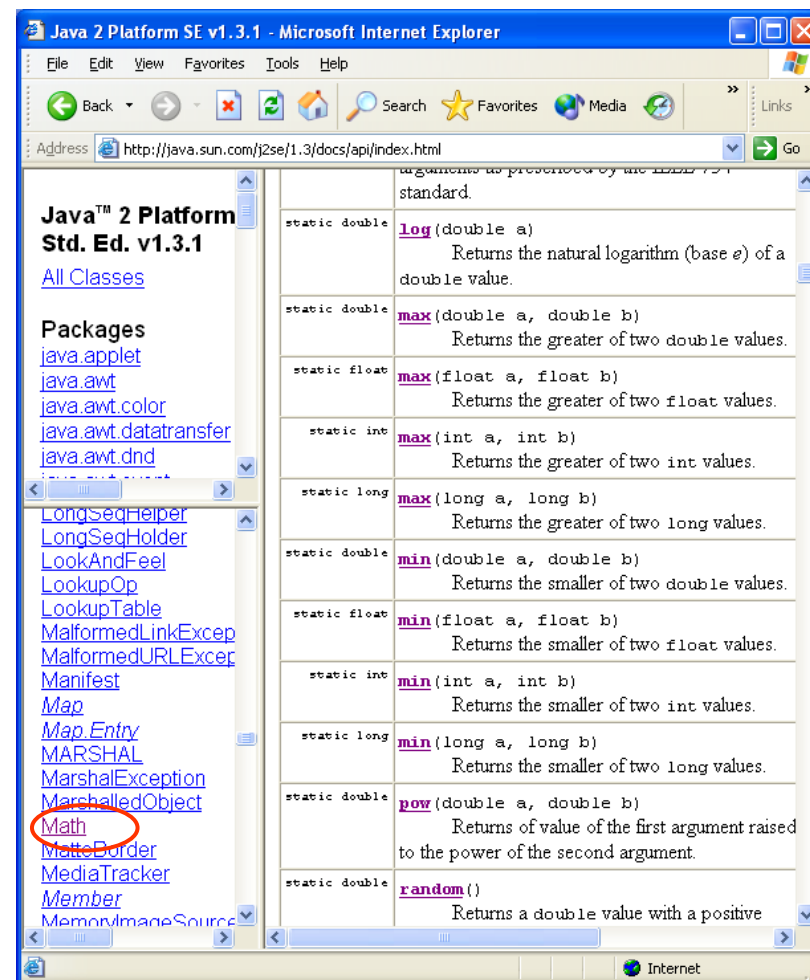 Java 2 Platform SE v1.3.1 - Microsoft Internet Explorer
File Edit View Favorites Tools Help
Back Search Favorites Media » Links »
Address http://java.sun.com/j2se/1.3/docs/api/index.html Go
Java™ 2 Platform
Std. Ed. v1.3.1
All Classes
Packages
java.applet
java.awt
java.awt.color
java.awt.datatransfer
java.awt.dnd
java.awt.event
LongSeqHelper
LongSeqHolder
LookAndFeel
LookupOp
LookupTable
MalformedLinkExcep
MalformedURLExcep
Manifest
Map
Map.Entry
MARSHAL
MarshalException
MarshalledObject
Math
MatteBorder
MediaTracker
Member
MemoryImageSource
arguments as prescribed by the IEEE 754
standard.
static double log(double a)
Returns the natural logarithm (base e) of a
double value.
static double max(double a, double b)
Returns the greater of two double values.
static float max(float a, float b)
Returns the greater of two float values.
static int max(int a, int b)
Returns the greater of two int values.
static long max(long a, long b)
Returns the greater of two long values.
static double min(double a, double b)
Returns the smaller of two double values.
static float min(float a, float b)
Returns the smaller of two float values.
static int min(int a, int b)
Returns the smaller of two int values.
static long min(long a, long b)
Returns the smaller of two long values.
static double pow(double a, double b)
Returns of value of the first argument raised
to the power of the second argument.
static double random()
Returns a double value with a positive
Internet